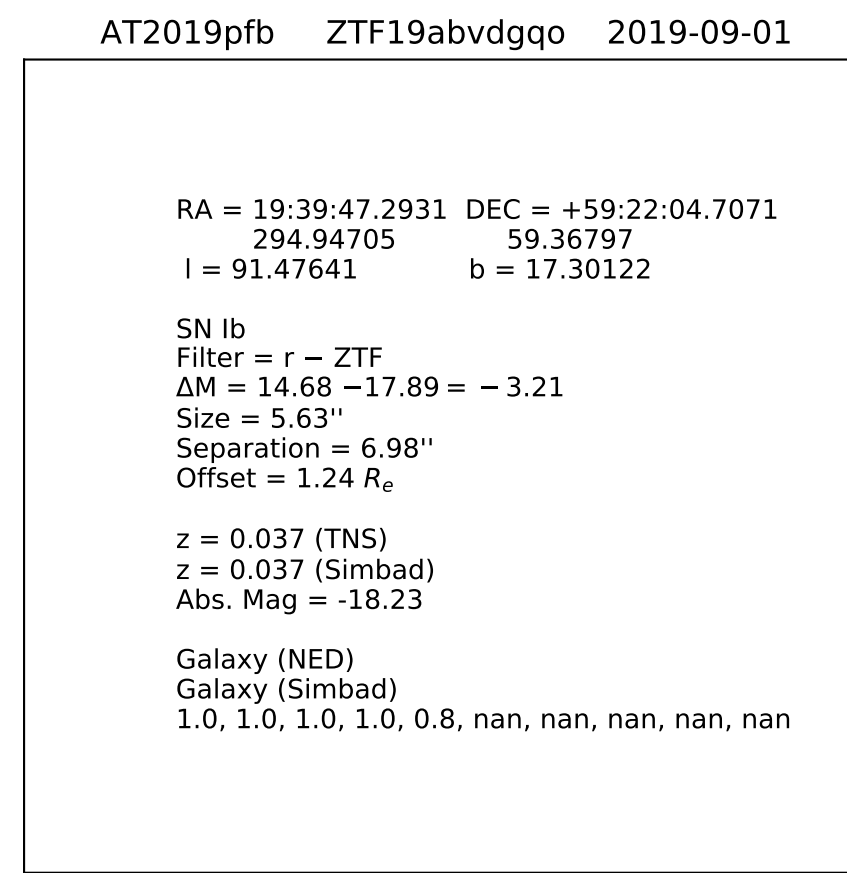 AT2019pfb ZTF19abvdgqo 2019-09-01
RA = 19:39:47.2931 DEC = +59:22:04.7071
294.94705 59.36797
l = 91.47641 b = 17.30122
SN Ib
Filter = r − ZTF
ΔM = 14.68 −17.89 = − 3.21
Size = 5.63''
Separation = 6.98''
Offset = 1.24 Rₑ
z = 0.037 (TNS)
z = 0.037 (Simbad)
Abs. Mag = -18.23
Galaxy (NED)
Galaxy (Simbad)
1.0, 1.0, 1.0, 1.0, 0.8, nan, nan, nan, nan, nan